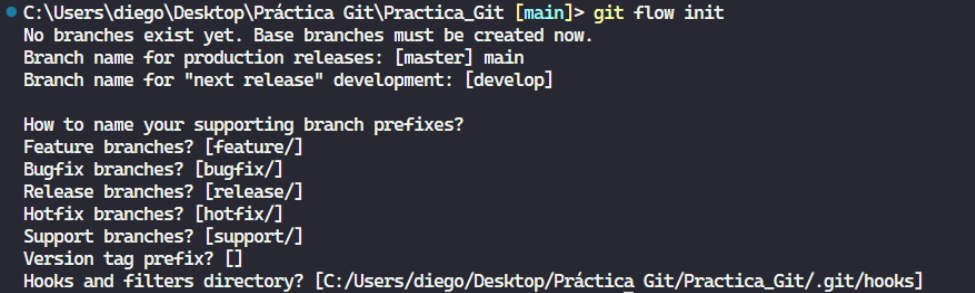 C:\Users\diego\Desktop\Práctica Git\Practica_Git [main]> git flow init
No branches exist yet. Base branches must be created now.
Branch name for production releases: [master] main
Branch name for "next release" development: [develop]
How to name your supporting branch prefixes?
Feature branches? [feature/]
Bugfix branches? [bugfix/]
Release branches? [release/]
Hotfix branches? [hotfix/]
Support branches? [support/]
Version tag prefix? []
Hooks and filters directory? [C:/Users/diego/Desktop/Práctica Git/Practica_Git/.git/hooks]